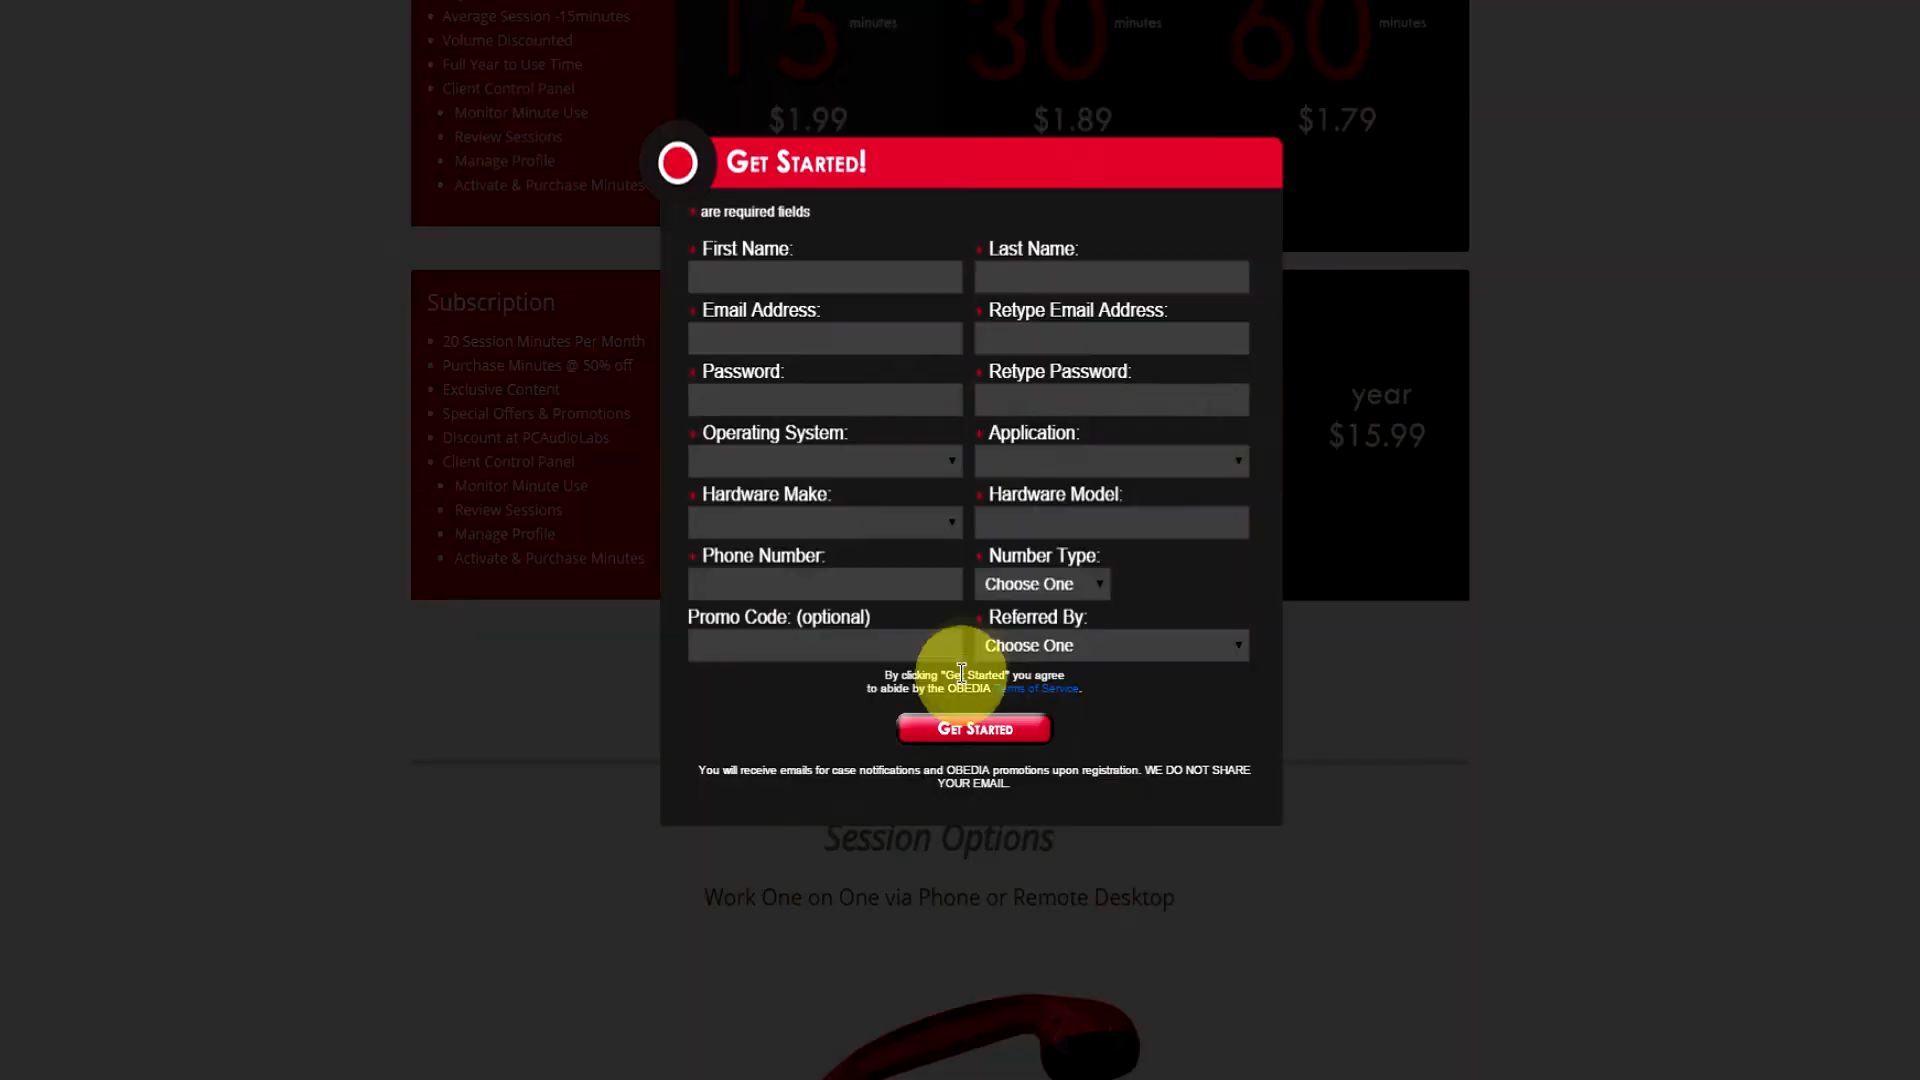 Average Session -15minutes
Volume Discounted
Full Year to Use Time
Client Control Panel
Monitor Minute Use
Review Sessions
Manage Profile
Activate & Purchase Minutes
15 minutes
30 minutes
60 minutes
$1.99
$1.89
$1.79
GET STARTED!
* are required fields
* First Name:
* Last Name:
* Email Address:
* Retype Email Address:
* Password:
* Retype Password:
* Operating System:
* Application:
* Hardware Make:
* Hardware Model:
* Phone Number:
* Number Type:
Choose One
Promo Code: (optional)
* Referred By:
Choose One
By clicking "Get Started" you agree
to abide by the OBEDIA Terms of Service.
GET STARTED
You will receive emails for case notifications and OBEDIA promotions upon registration. WE DO NOT SHARE
YOUR EMAIL.
Subscription
20 Session Minutes Per Month
Purchase Minutes @ 50% off
Exclusive Content
Special Offers & Promotions
Discount at PCAudioLabs
Client Control Panel
Monitor Minute Use
Review Sessions
Manage Profile
Activate & Purchase Minutes
year
$15.99
Session Options
Work One on One via Phone or Remote Desktop